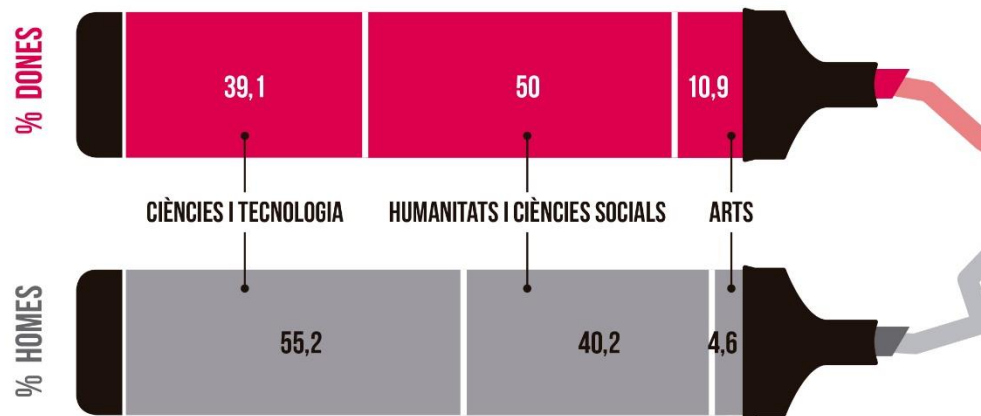 % DONES
39,1
50
10,9
CIÈNCIES I TECNOLOGIA
HUMANITATS I CIÈNCIES SOCIALS
ARTS
% HOMES
55,2
40,2
4,6